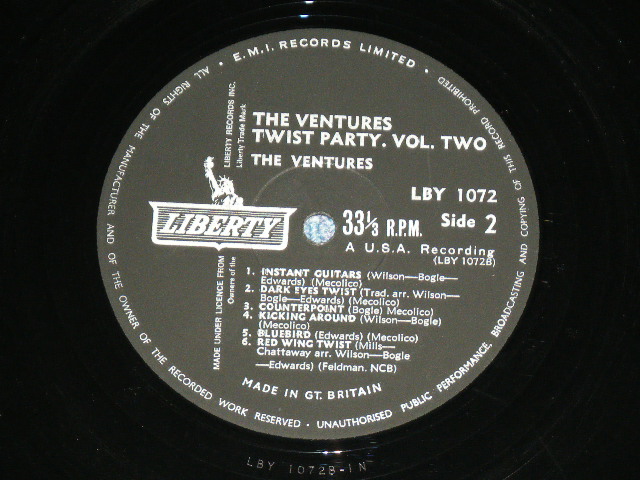 E.M.I. RECORDS LIMITED · ALL RIGHTS OF THE MANUFACTURER AND OF THE OWNER OF THE RECORDED WORK RESERVED · UNAUTHORISED PUBLIC PERFORMANCE, BROADCASTING AND COPYING OF THIS RECORD PROHIBITED
LIBERTY RECORDS INC.
Liberty Trade Mark
THE VENTURES
TWIST PARTY. VOL. TWO
THE VENTURES
LBY 1072
LIBERTY
33⅓ R.P.M.
Side 2
A U.S.A. Recording
(LBY 1072B)
MADE UNDER LICENCE FROM
Owners of the
1. INSTANT GUITARS (Wilson—Bogle—
Edwards) (Mecolico)
2. DARK EYES TWIST (Trad. arr. Wilson—
Bogle—Edwards) (Mecolico)
3. COUNTERPOINT (Bogle) Mecolico)
4. KICKING AROUND (Wilson—Bogle)
(Mecolico)
5. BLUEBIRD (Edwards) (Mecolico)
6. RED WING TWIST (Mills—
Chattaway arr. Wilson—Bogle
—Edwards) (Feldman. NCB)
MADE IN GT. BRITAIN
LBY 1072B-1N